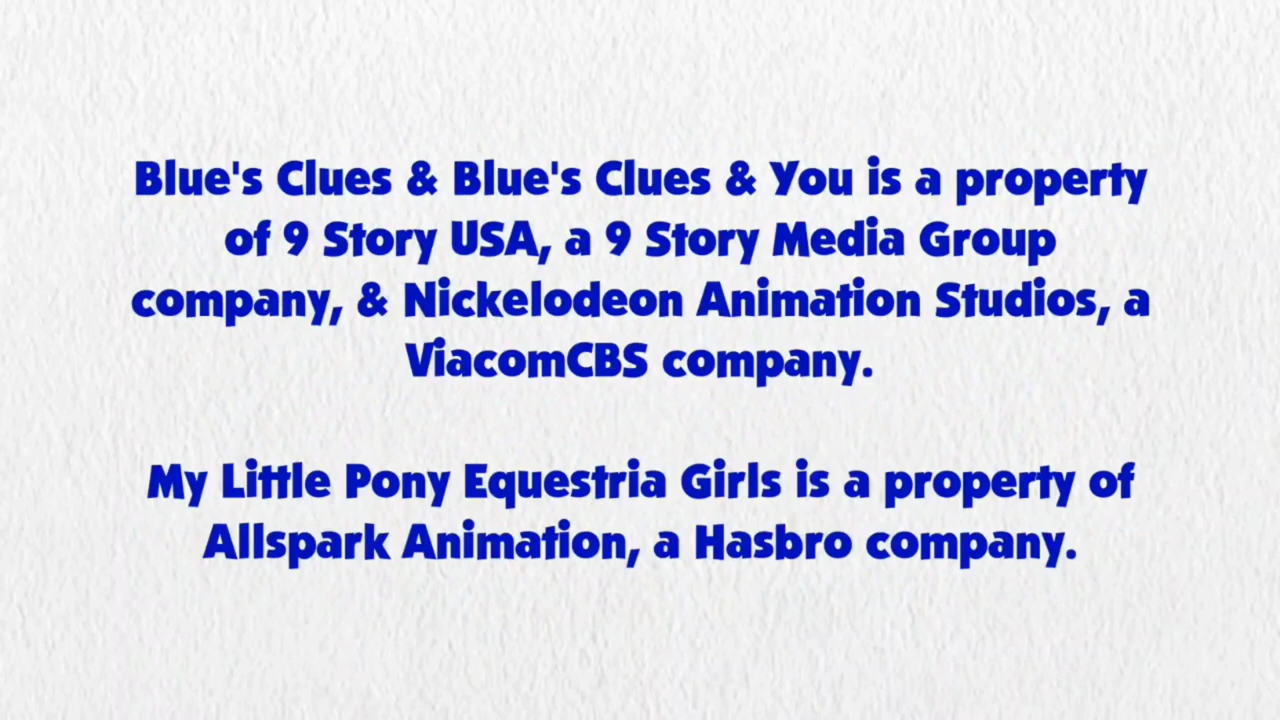 Blue's Clues & Blue's Clues & You is a property
of 9 Story USA, a 9 Story Media Group
company, & Nickelodeon Animation Studios, a
ViacomCBS company.
My Little Pony Equestria Girls is a property of
Allspark Animation, a Hasbro company.